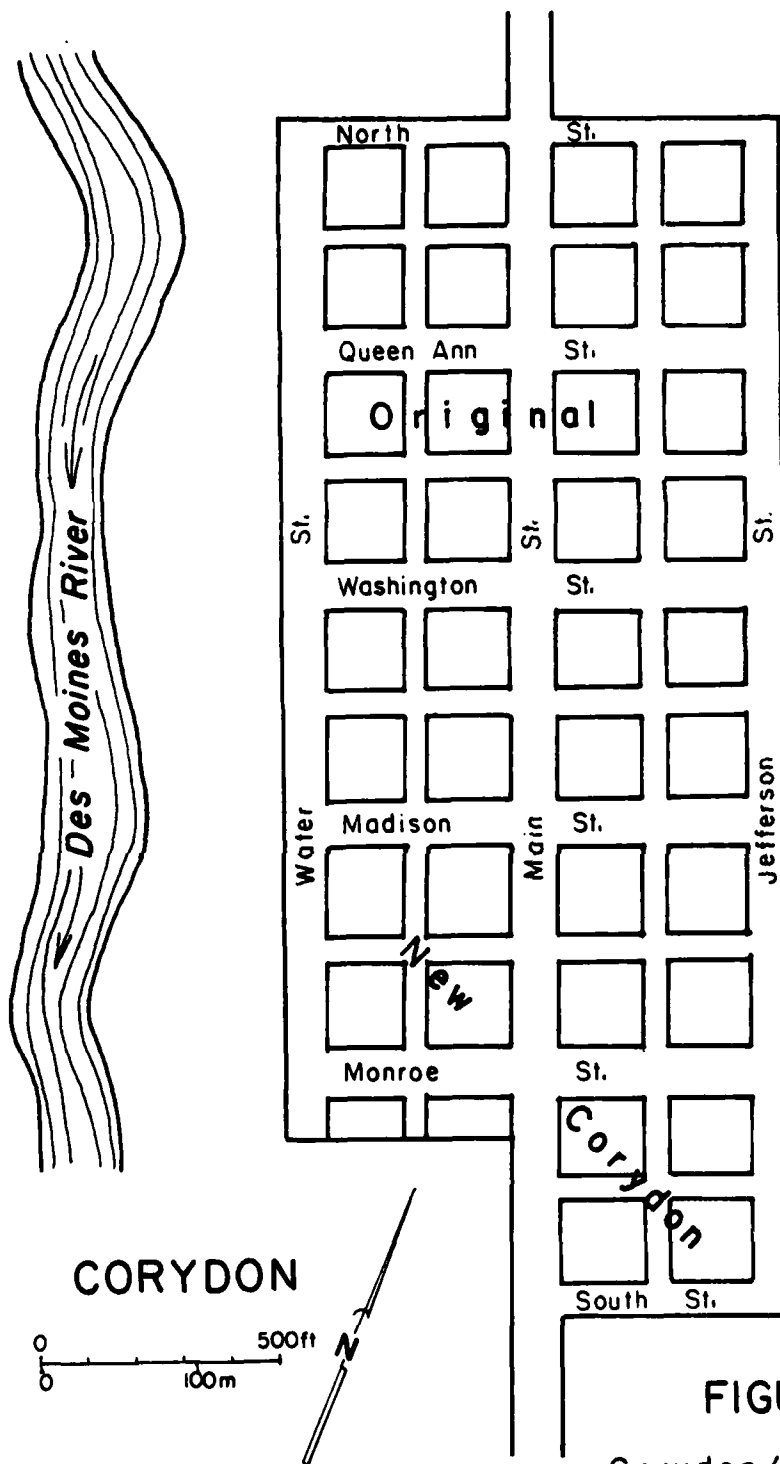 North St.
Queen Ann St.
Original
St. St. St.
Washington St.
Des Moines River
Water Main Jefferson
Madison St.
New
Monroe St.
Corydon
South St.
CORYDON
0 500ft
0 100m
N